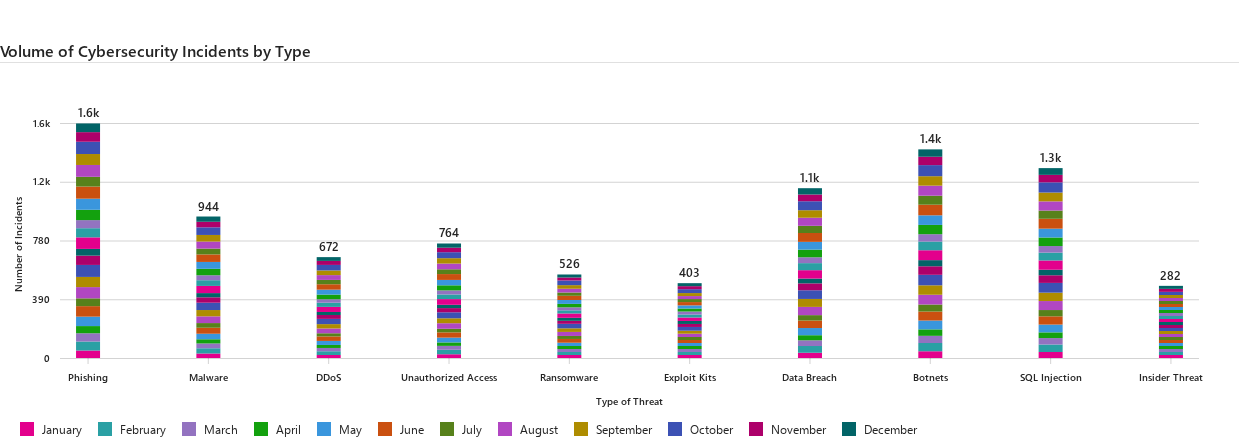 Volume of Cybersecurity Incidents by Type
1.6k
944
672
764
526
403
1.1k
1.4k
1.3k
282
1.6k
1.2k
780
390
0
Number of Incidents
Phishing
Malware
DDoS
Unauthorized Access
Ransomware
Exploit Kits
Data Breach
Botnets
SQL Injection
Insider Threat
Type of Threat
January
February
March
April
May
June
July
August
September
October
November
December